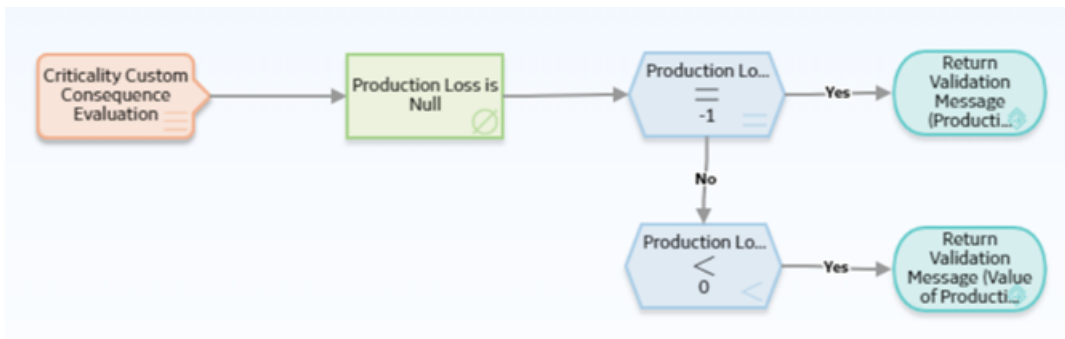 Criticality Custom
Consequence
Evaluation
Production Loss is
Null
Production Lo...
=
-1
Yes
Return
Validation
Message
(Producti...
No
Production Lo...
<
0
Yes
Return
Validation
Message (Value
of Producti...